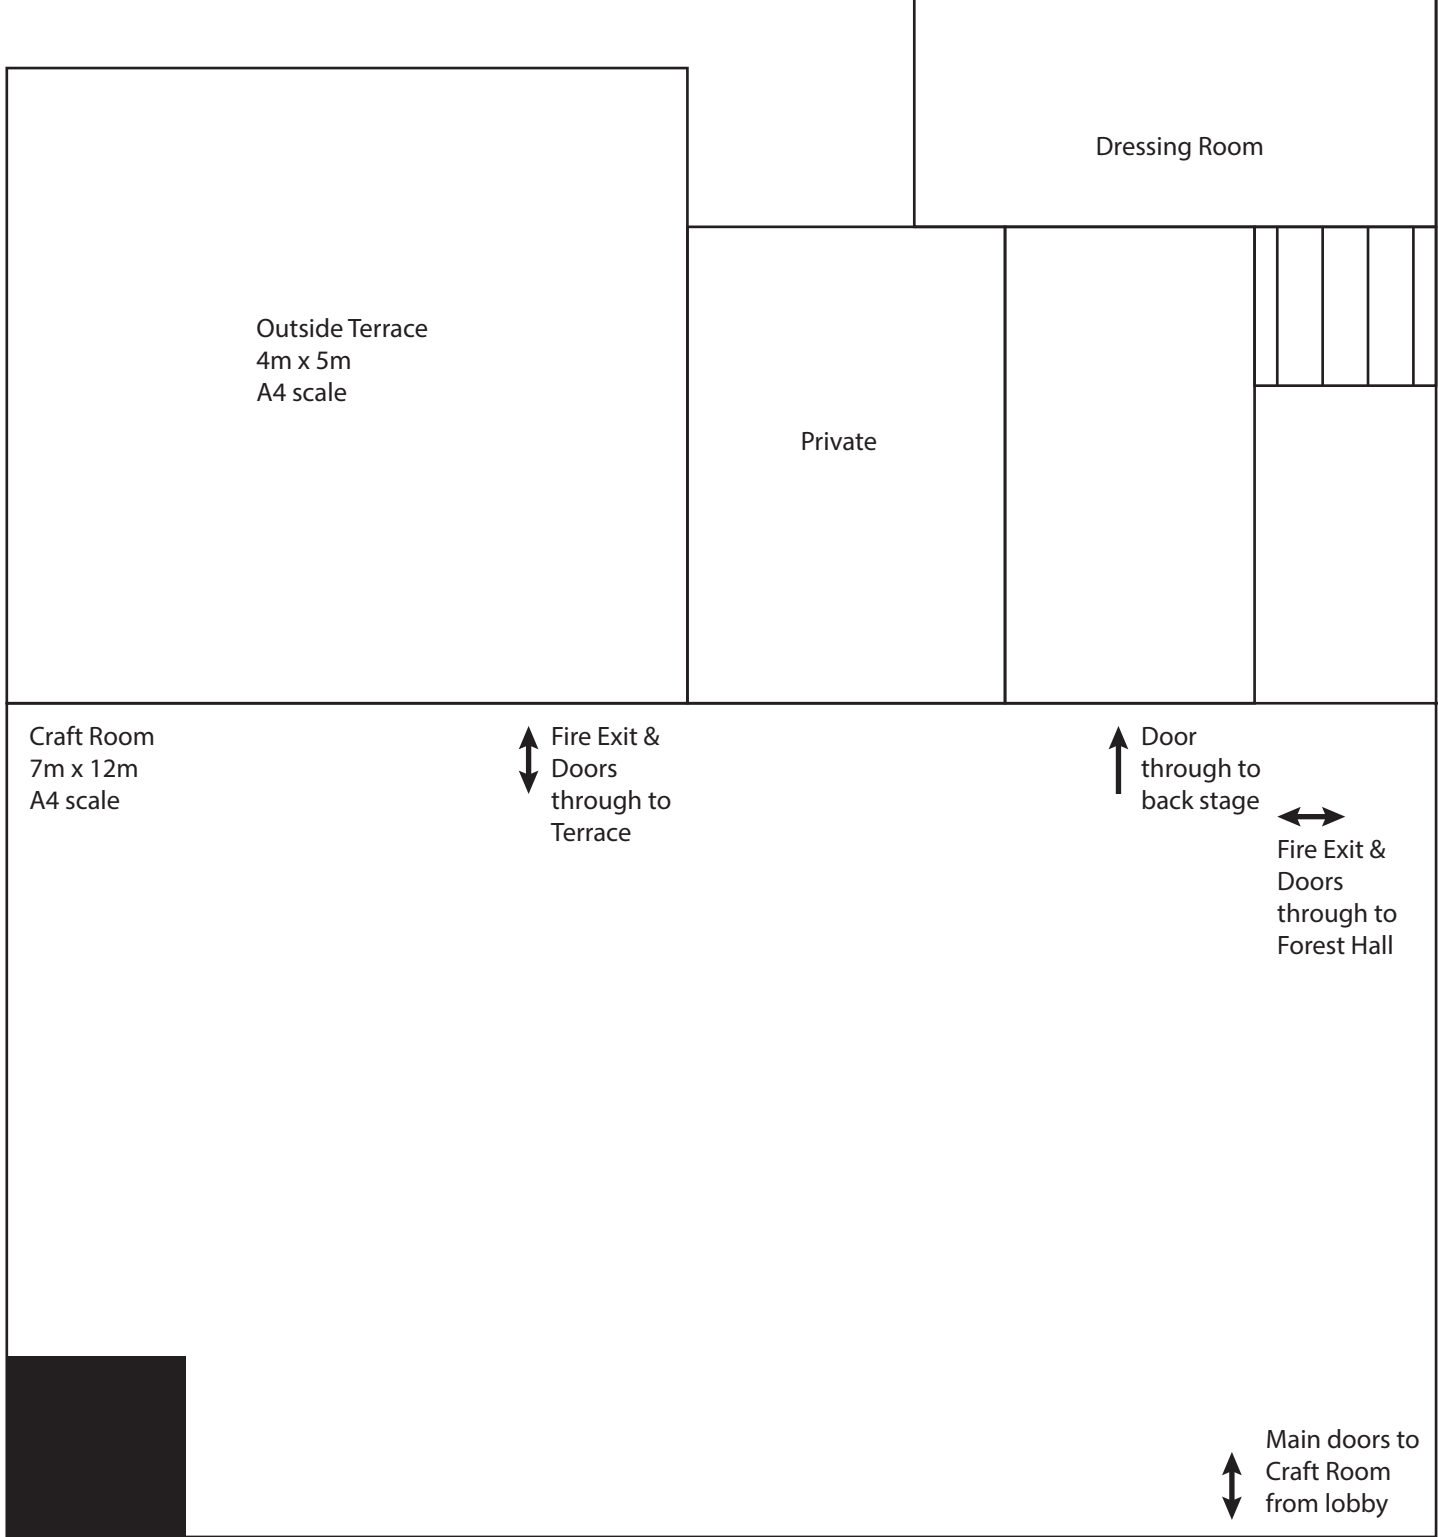 Dressing Room
Outside Terrace
4m x 5m
A4 scale
Private
Craft Room
7m x 12m
A4 scale
Fire Exit &
Doors
through to
Terrace
Door
through to
back stage
Fire Exit &
Doors
through to
Forest Hall
Main doors to
Craft Room
from lobby